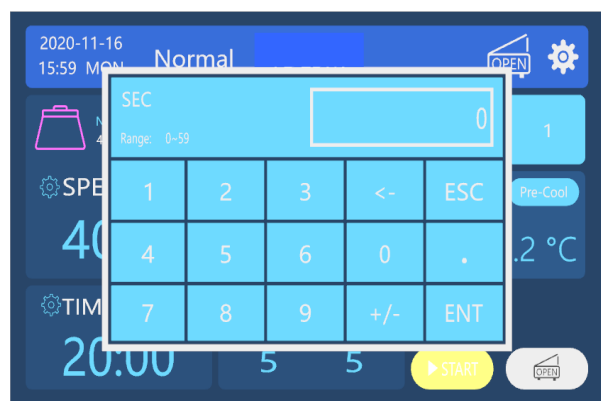 2020-11-16
15:59 MON
Normal
OPEN
SEC
0
Range: 0~59
1
1 2 3 <- ESC
SPE
Pre-Cool
4 5 6 0 .
40
.2 °C
7 8 9 +/- ENT
TIM
20:00
5 5
START
OPEN